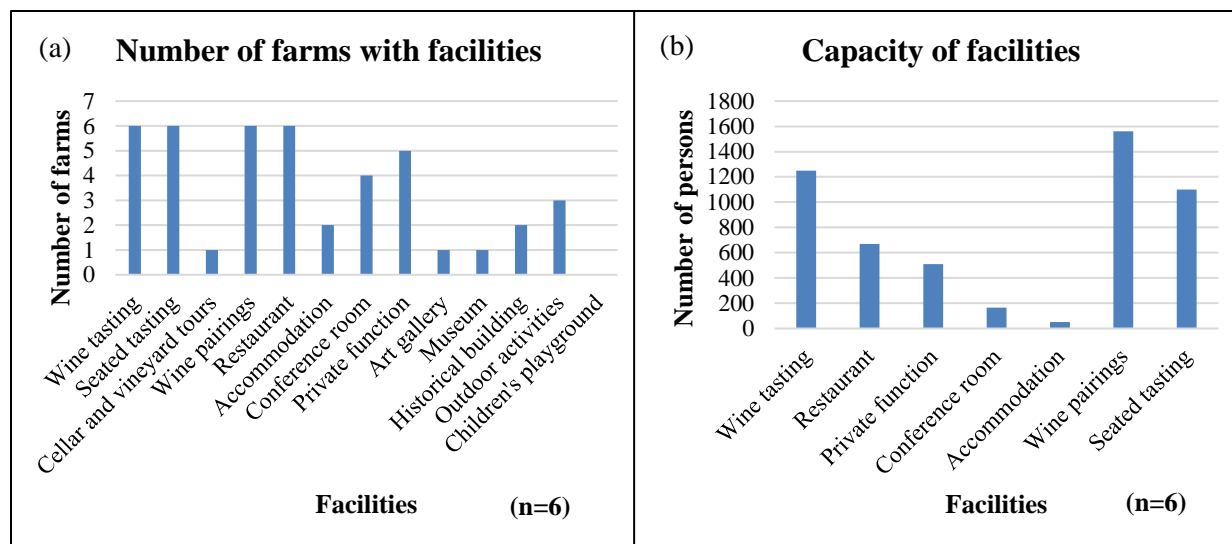 (a)
Number of farms with facilities
Number of farms
7
6
5
4
3
2
1
0
Wine tasting
Seated tasting
Cellar and vineyard tours
Wine pairings
Restaurant
Accommodation
Conference room
Private function
Art gallery
Museum
Historical building
Outdoor activities
Children's playground
Facilities
(n=6)
(b)
Capacity of facilities
Number of persons
1800
1600
1400
1200
1000
800
600
400
200
0
Wine tasting
Restaurant
Private function
Conference room
Accommodation
Wine pairings
Seated tasting
Facilities
(n=6)